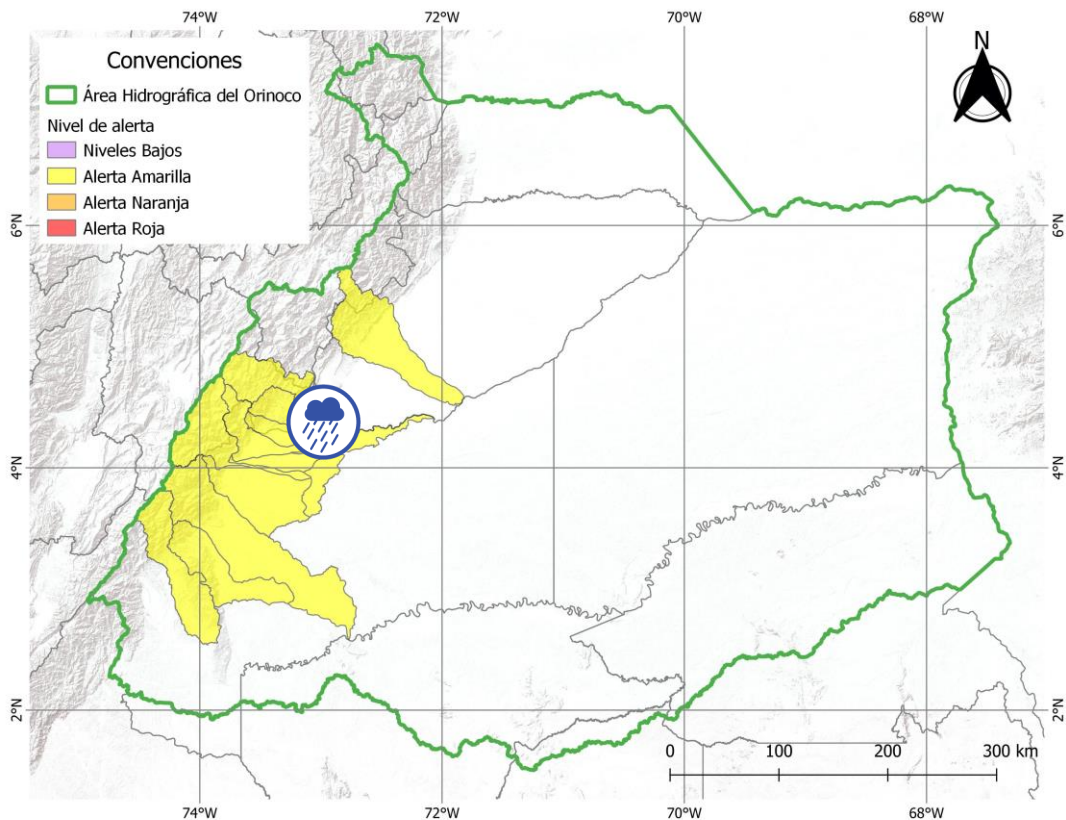 74°W 72°W 70°W 68°W
Convenciones
Área Hidrográfica del Orinoco
Nivel de alerta
Niveles Bajos
Alerta Amarilla
Alerta Naranja
Alerta Roja
N
6°N 6°N
4°N 4°N
2°N 2°N
0 100 200 300 km
74°W 72°W 70°W 68°W